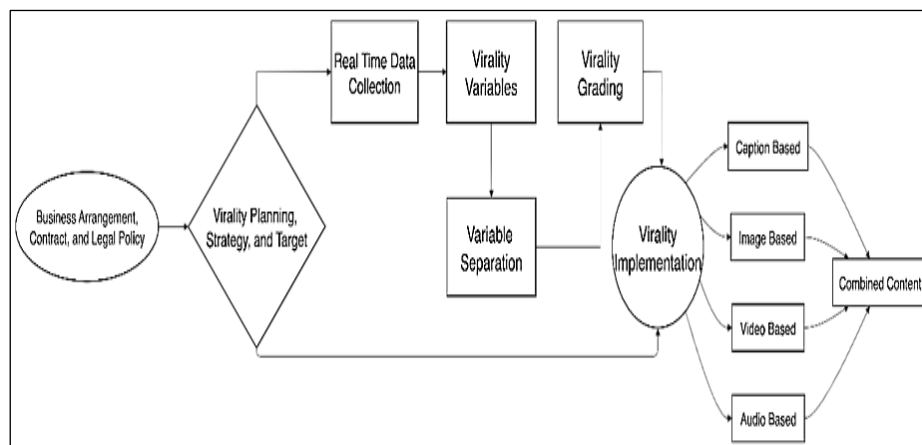 Business Arrangement,
Contract, and Legal Policy
Virality Planning,
Strategy, and Target
Real Time Data
Collection
Virality
Variables
Variable
Separation
Virality
Grading
Virality
Implementation
Caption Based
Image Based
Video Based
Audio Based
Combined Content